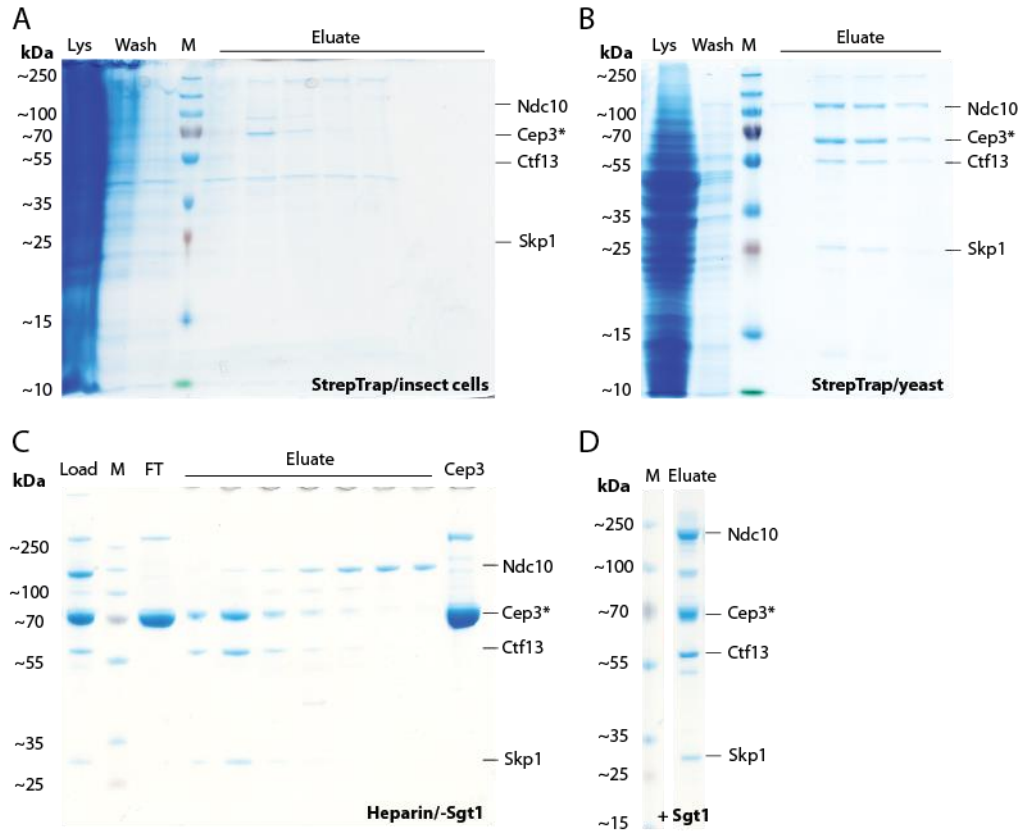 A
Eluate
kDa Lys Wash M
~250
~100
~70
~55
~35
~25
~15
~10
Ndc10
Cep3*
Ctf13
Skp1
StrepTrap/insect cells
B
Eluate
kDa Lys Wash M
~250
~100
~70
~55
~35
~25
~15
~10
Ndc10
Cep3*
Ctf13
Skp1
StrepTrap/yeast
C
Eluate
kDa Load M FT Cep3
~250
~100
~70
~55
~35
~25
Ndc10
Cep3*
Ctf13
Skp1
Heparin/-Sgt1
D
kDa M Eluate
~250
~100
~70
~55
~35
~25
~15
Ndc10
Cep3*
Ctf13
Skp1
+ Sgt1